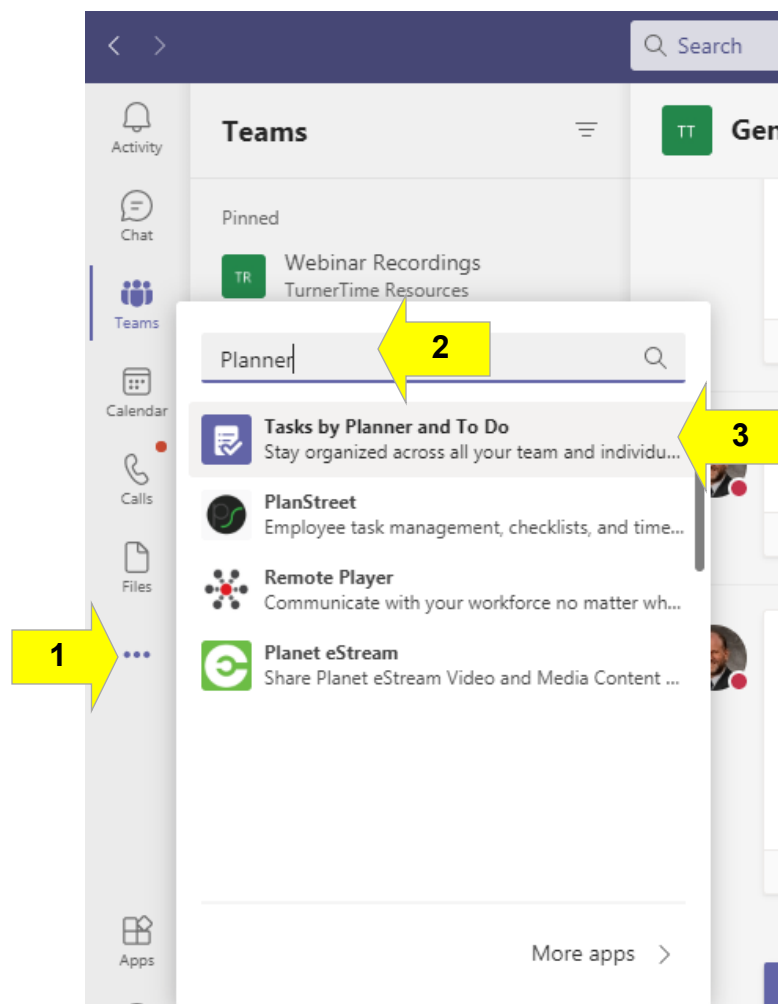 Search
Activity
Teams
TT
Gen
Chat
Pinned
TR
Webinar Recordings
TurnerTime Resources
Teams
2
Planner
Calendar
Tasks by Planner and To Do
Stay organized across all your team and individu...
3
Calls
PlanStreet
Employee task management, checklists, and time...
Files
Remote Player
Communicate with your workforce no matter wh...
1
Planet eStream
Share Planet eStream Video and Media Content ...
Apps
More apps